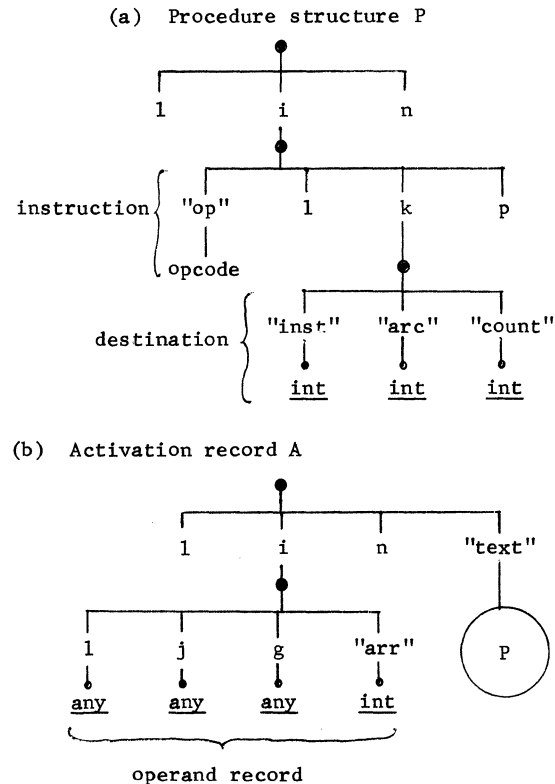 (a) Procedure structure P
1 i n
instruction "op" 1 k p
opcode
destination "inst" "arc" "count"
int int int
(b) Activation record A
1 i n "text"
1 j g "arr" P
any any any int
operand record